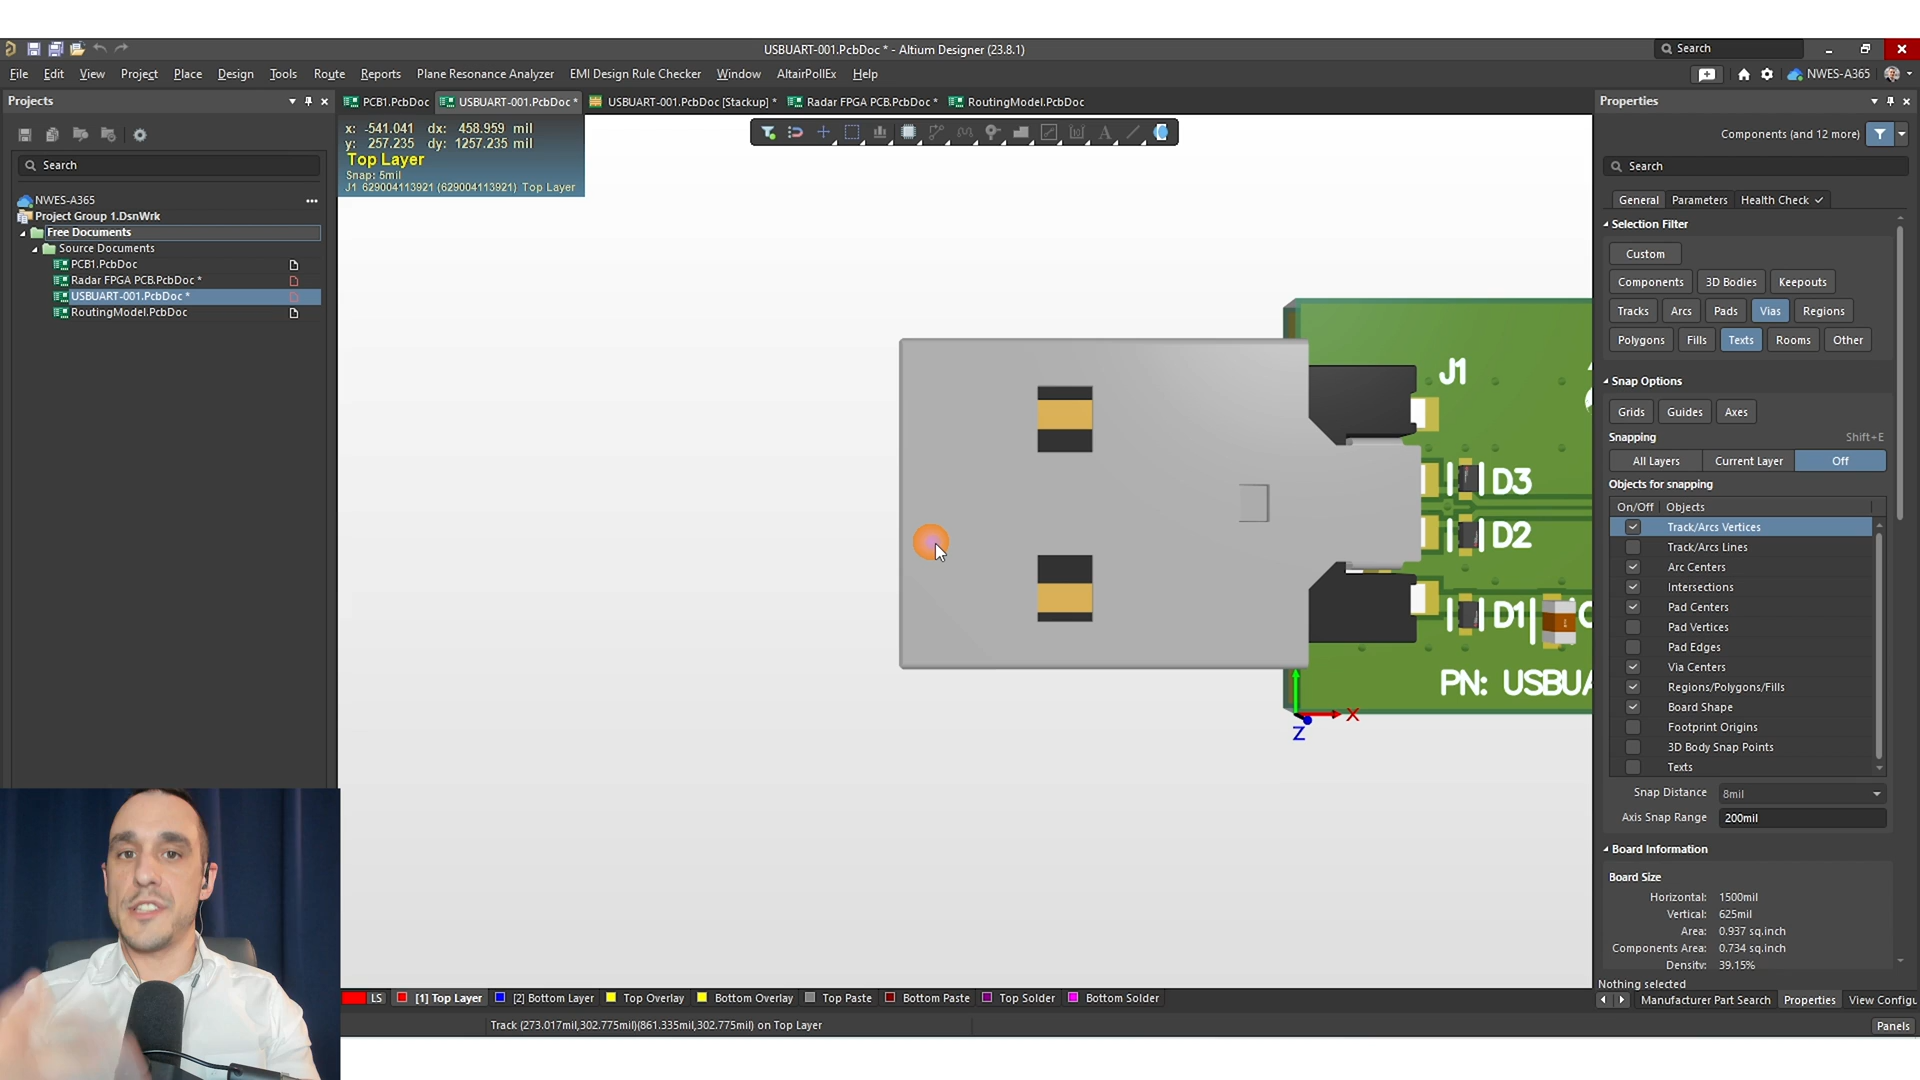 USBUART-001.PcbDoc * - Altium Designer (23.8.1)
Search
File Edit View Project Place Design Tools Route Reports Plane Resonance Analyzer EMI Design Rule Checker Window AltairPollEx Help
NWES-A365
Projects
PCB1.PcbDoc
USBUART-001.PcbDoc *
USBUART-001.PcbDoc [Stackup] *
Radar FPGA PCB.PcbDoc *
RoutingModel.PcbDoc
Properties
x: -541.041 dx: 458.959 mil
y: 257.235 dy: 1257.235 mil
Top Layer
Snap: 5mil
J1 629004113921 (629004113921) Top Layer
Search
NWES-A365
Project Group 1.DsnWrk
Free Documents
Source Documents
PCB1.PcbDoc
Radar FPGA PCB.PcbDoc *
USBUART-001.PcbDoc *
RoutingModel.PcbDoc
J1
D3
D2
D1
PN: USBUA
X
Z
Components (and 12 more)
Search
General Parameters Health Check
Selection Filter
Custom
Components 3D Bodies Keepouts
Tracks Arcs Pads Vias Regions
Polygons Fills Texts Rooms Other
Snap Options
Grids Guides Axes
Snapping Shift+E
All Layers Current Layer Off
Objects for snapping
On/Off Objects
Track/Arcs Vertices
Track/Arcs Lines
Arc Centers
Intersections
Pad Centers
Pad Vertices
Pad Edges
Via Centers
Regions/Polygons/Fills
Board Shape
Footprint Origins
3D Body Snap Points
Texts
Snap Distance 8mil
Axis Snap Range 200mil
Board Information
Board Size
Horizontal: 1500mil
Vertical: 625mil
Area: 0.937 sq.inch
Components Area: 0.734 sq.inch
Density: 39.15%
Nothing selected
Manufacturer Part Search Properties View Configu
LS [1] Top Layer [2] Bottom Layer Top Overlay Bottom Overlay Top Paste Bottom Paste Top Solder Bottom Solder
Track (273.017mil,302.775mil)(861.335mil,302.775mil) on Top Layer
Panels